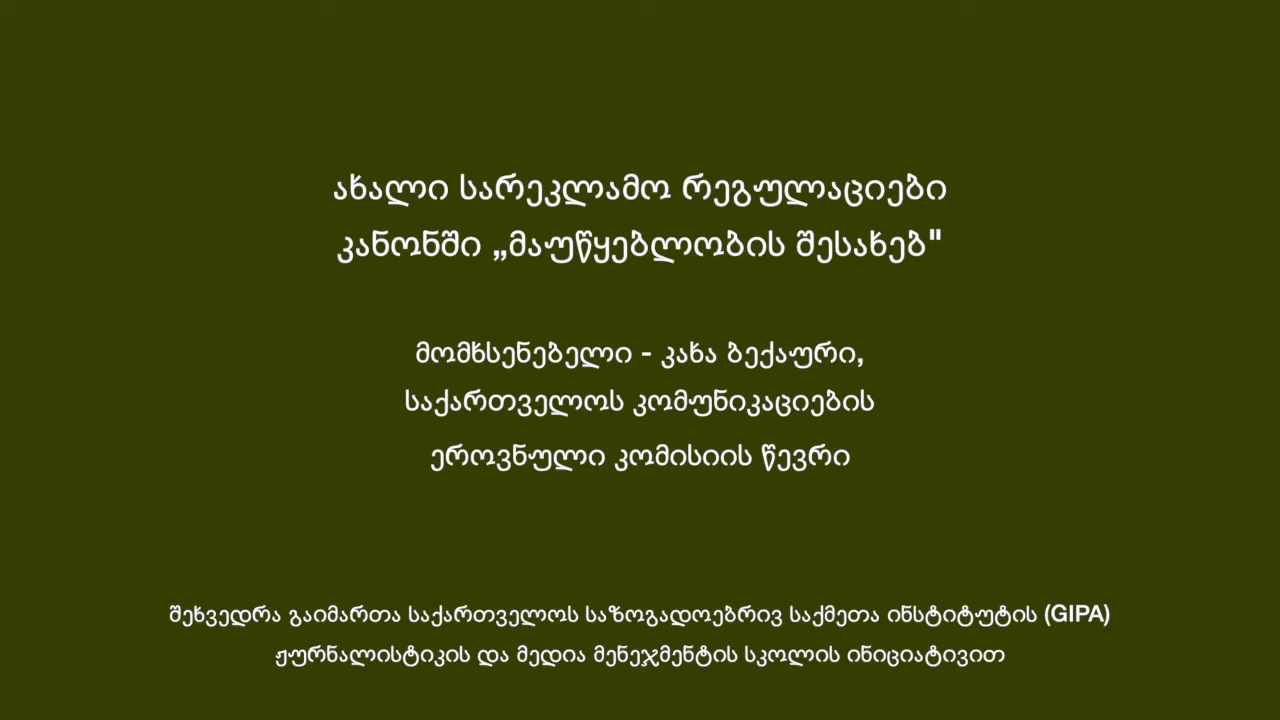 ახალი სარეკლამო რეგულაციები
კანონში „მაუწყებლობის შესახებ"
მომხსენებელი - კახა ბექაური,
საქართველოს კომუნიკაციების
ეროვნული კომისიის წევრი
შეხვედრა გაიმართა საქართველოს საზოგადოებრივ საქმეთა ინსტიტუტის (GIPA)
ჟურნალისტიკის და მედია მენეჯმენტის სკოლის ინიციატივით